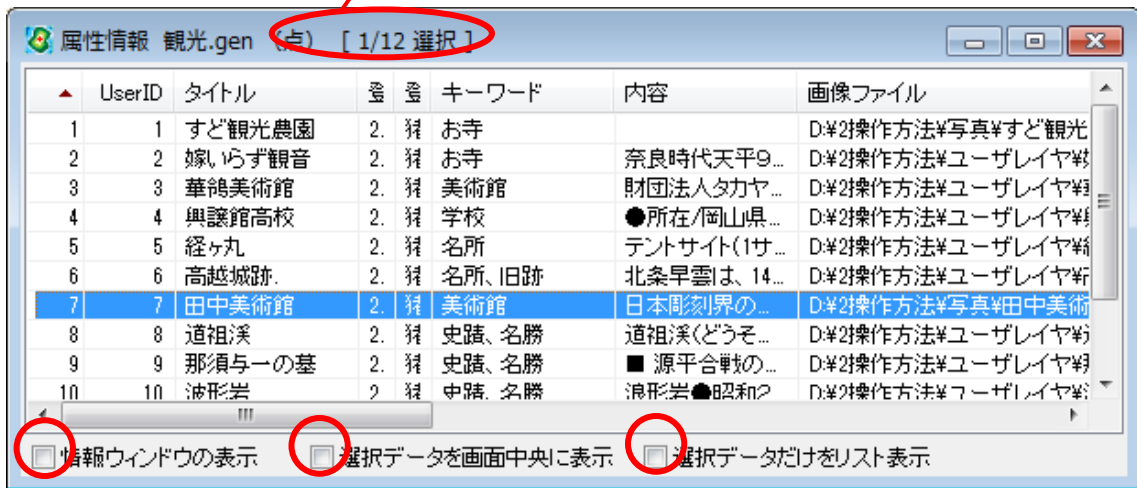 属性情報 観光.gen (点) [ 1/12 選択 ]
UserID タイトル 登 登 キーワード 内容 画像ファイル
1 1 すど観光農園 2. お寺 D:¥2操作方法¥写真¥すど観光
2 2 嫁いらず観音 2. お寺 奈良時代天平9... D:¥2操作方法¥ユーザレイヤ¥
3 3 華鴒美術館 2. 美術館 財団法人タカヤ... D:¥2操作方法¥ユーザレイヤ¥
4 4 興譲館高校 2. 学校 ●所在/岡山県... D:¥2操作方法¥ユーザレイヤ¥
5 5 経ヶ丸 2. 名所 テントサイト(1サ... D:¥2操作方法¥ユーザレイヤ¥
6 6 高越城跡. 2. 名所、旧跡 北条早雲は、14... D:¥2操作方法¥ユーザレイヤ¥
7 7 田中美術館 2. 美術館 日本彫刻界の... D:¥2操作方法¥写真¥田中美術
8 8 道祖渓 2. 史蹟、名勝 道祖渓(どうそ... D:¥2操作方法¥ユーザレイヤ¥
9 9 那須与一の墓 2. 史蹟、名勝 ■ 源平合戦の... D:¥2操作方法¥ユーザレイヤ¥
10 10 波形岩 2 史蹟、名勝 浪形岩●昭和2 D:¥2操作方法¥ユーザレイヤ¥
情報ウィンドウの表示 選択データを画面中央に表示 選択データだけをリスト表示